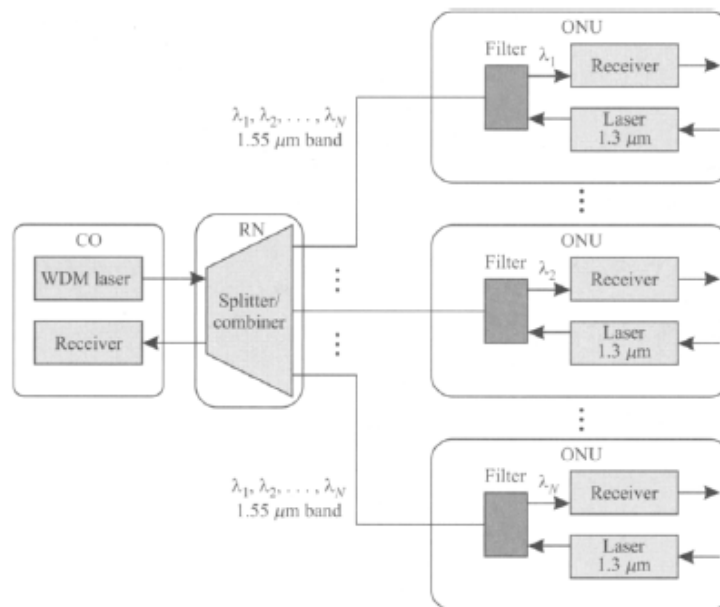 ONU
Filter
λ1
Receiver
Laser
1.3 μm
λ1, λ2, . . . , λN
1.55 μm band
CO
WDM laser
Receiver
RN
Splitter/
combiner
ONU
Filter
λ2
Receiver
Laser
1.3 μm
λ1, λ2, . . . , λN
1.55 μm band
ONU
Filter
λN
Receiver
Laser
1.3 μm